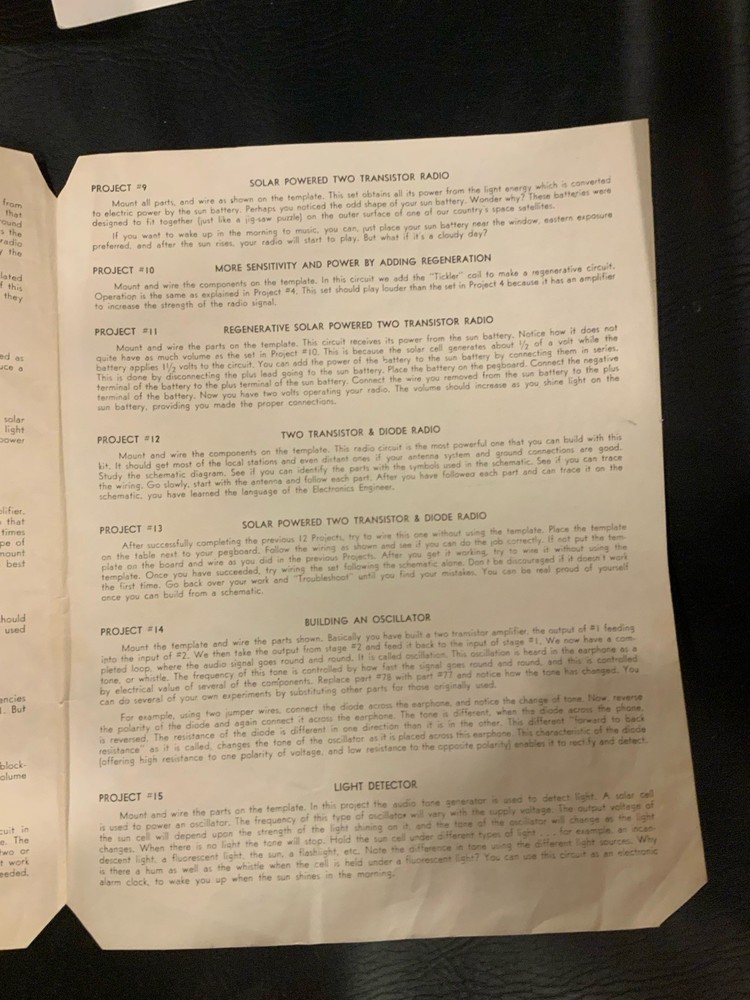 from
that
ound
s the
radio
y the
lated
f this
they
ed as
uce a
solar
light
power
lifier,
that
times
pe of
mount
best
hould
used
encies
1. But
block-
olume
cuit in
e. The
two or
t work
eeded,
PROJECT #9 SOLAR POWERED TWO TRANSISTOR RADIO
Mount all parts, and wire as shown on the template. This set obtains all its power from the light energy which is converted
to electric power by the sun battery. Perhaps you noticed the odd shape of your sun battery. Wonder why? These batteries were
designed to fit together (just like a jig-saw puzzle) on the outer surface of one of our country's space satellites.
If you want to wake up in the morning to music, you can, just place your sun battery near the window, eastern exposure
preferred, and after the sun rises, your radio will start to play. But what if it's a cloudy day?
PROJECT #10 MORE SENSITIVITY AND POWER BY ADDING REGENERATION
Mount and wire the components on the template. In this circuit we add the "Tickler" coil to make a regenerative circuit.
Operation is the same as explained in Project #4. This set should play louder than the set in Project 4 because it has an amplifier
to increase the strength of the radio signal.
PROJECT #11 REGENERATIVE SOLAR POWERED TWO TRANSISTOR RADIO
Mount and wire the parts on the template. This circuit receives its power from the sun battery. Notice how it does not
quite have as much volume as the set in Project #10. This is because the solar cell generates about 1/2 of a volt while the
battery applies 1 1/2 volts to the circuit. You can add the power of the battery to the sun battery by connecting them in series.
This is done by disconnecting the plus lead going to the sun battery. Place the battery on the pegboard. Connect the negative
terminal of the battery to the plus terminal of the sun battery. Connect the wire you removed from the sun battery to the plus
terminal of the battery. Now you have two volts operating your radio. The volume should increase as you shine light on the
sun battery, providing you made the proper connections.
PROJECT #12 TWO TRANSISTOR & DIODE RADIO
Mount and wire the components on the template. This radio circuit is the most powerful one that you can build with this
kit. It should get most of the local stations and even distant ones if your antenna system and ground connections are good.
Study the schematic diagram. See if you can identify the parts with the symbols used in the schematic. See if you can trace
the wiring. Go slowly, start with the antenna and follow each part. After you have followed each part and can trace it on the
schematic, you have learned the language of the Electronics Engineer.
PROJECT #13 SOLAR POWERED TWO TRANSISTOR & DIODE RADIO
After successfully completing the previous 12 Projects, try to wire this one without using the template. Place the template
on the table next to your pegboard. Follow the wiring as shown and see if you can do the job correctly. If not put the tem-
plate on the board and wire as you did in the previous Projects. After you get it working, try to wire it without using the
template. Once you have succeeded, try wiring the set following the schematic alone. Don't be discouraged if it doesn't work
the first time. Go back over your work and "Troubleshoot" until you find your mistakes. You can be real proud of yourself
once you can build from a schematic.
PROJECT #14 BUILDING AN OSCILLATOR
Mount the template and wire the parts shown. Basically you have built a two transistor amplifier, the output of #1 feeding
into the input of #2. We then take the output from stage #2 and feed it back to the input of stage #1. We now have a com-
pleted loop, where the audio signal goes round and round. It is called oscillation. This oscillation is heard in the earphone as a
tone, or whistle. The frequency of this tone is controlled by how fast the signal goes round and round, and this is controlled
by electrical value of several of the components. Replace part #78 with part #77 and notice how the tone has changed. You
can do several of your own experiments by substituting other parts for those originally used.
For example, using two jumper wires, connect the diode across the earphone, and notice the change of tone. Now, reverse
the polarity of the diode and again connect it across the earphone. The tone is different, when the diode across the phone,
is reversed. The resistance of the diode is different in one direction than it is in the other. This different "forward to back
resistance" as it is called, changes the tone of the oscillator as it is placed across this earphone. This characteristic of the diode
(offering high resistance to one polarity of voltage, and low resistance to the opposite polarity) enables it to rectify and detect.
PROJECT #15 LIGHT DETECTOR
Mount and wire the parts on the template. In this project the audio tone generator is used to detect light. A solar cell
is used to power an oscillator. The frequency of this type of oscillator will vary with the supply voltage. The output voltage of
the sun cell will depend upon the strength of the light shining on it, and the tone of the oscillator will change as the light
changes. When there is no light the tone will stop. Hold the sun cell under different types of light . . . for example, an incan-
descent light, a fluorescent light, the sun, a flashlight, etc. Note the difference in tone using the different light sources. Why
is there a hum as well as the whistle when the cell is held under a fluorescent light? You can use this circuit as an electronic
alarm clock, to wake you up when the sun shines in the morning.